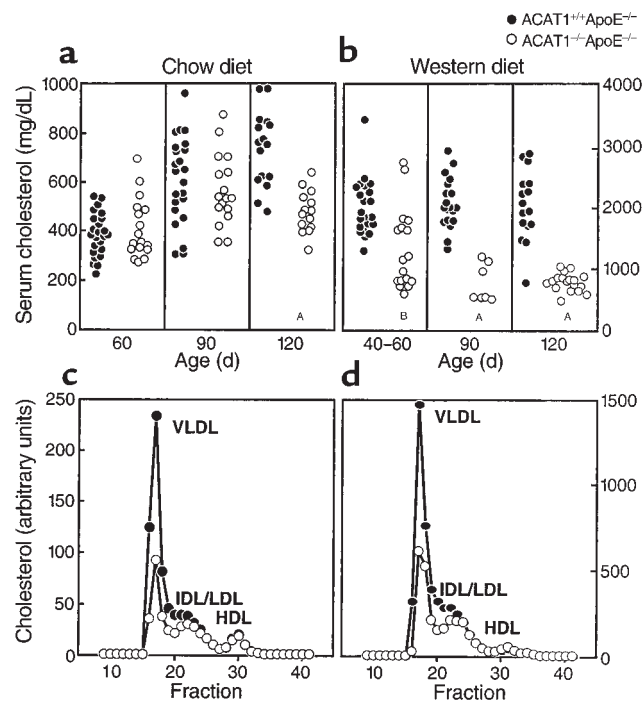 ● ACAT1+/+ApoE−/−
○ ACAT1−/−ApoE−/−
a
Chow diet
b
Western diet
Serum cholesterol (mg/dL)
1000
800
600
400
200
0
4000
3000
2000
1000
0
A
B
A
A
60
90
120
40–60
90
120
Age (d)
Age (d)
c
d
Cholesterol (arbitrary units)
250
200
150
100
50
0
VLDL
IDL/LDL
HDL
10
20
30
40
Fraction
1500
1000
500
0
VLDL
IDL/LDL
HDL
10
20
30
40
Fraction